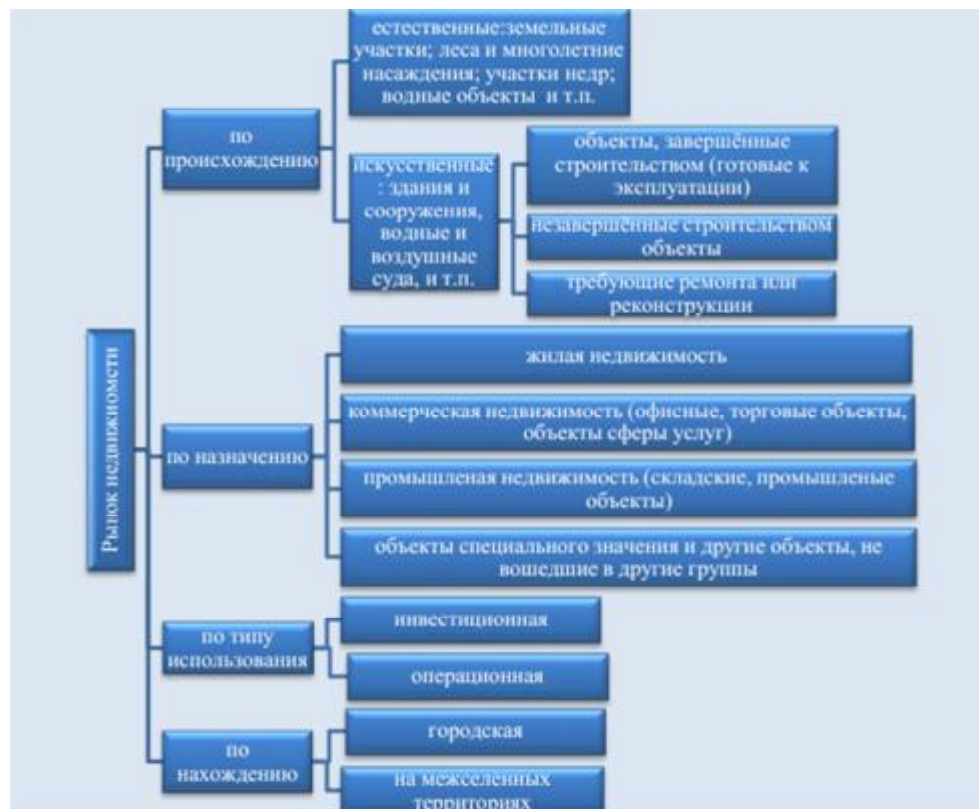 Рынок недвижиомсти
по
происхождению
естественные:земельные
участки; леса и многолетние
насаждения; участки недр;
водные объекты и т.п.
искусственные
: здания и
сооружения,
водные и
воздушные
суда, и т.п.
объекты, завершённые
строительством (готовые к
эксплуатации)
незавершённые строительством
объекты
требующие ремонта или
реконструкции
по назначению
жилая недвижимость
коммерческая недвижимость (офисные, торговые объекты,
объекты сферы услуг)
промышленая недвижимость (складские, промышленые
объекты)
объекты специального значения и другие объекты, не
вошедшие в другие группы
по типу
использования
инвестиционная
операционная
по
нахождению
городская
на межселенных
территориях